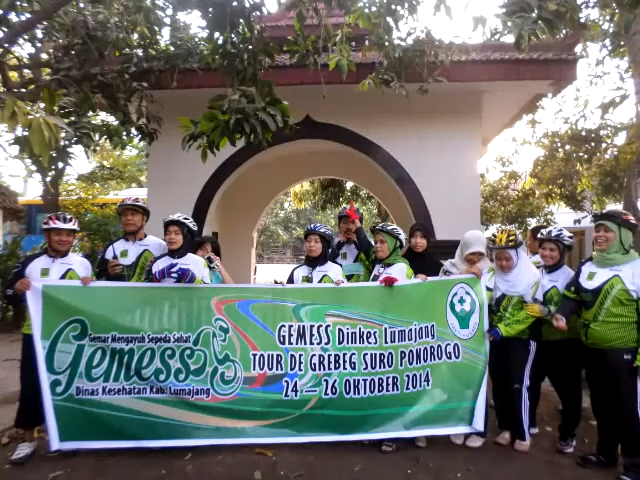 Gemar Mengayuh Sepeda Sehat
Gemess
Dinas Kesehatan Kab. Lumajang
GEMESS Dinkes Lumajang
TOUR DE GREBEG SURO PONOROGO
24 — 26 OKTOBER 2014